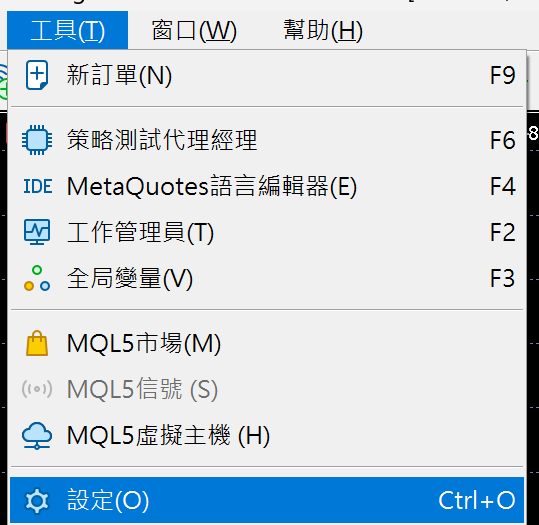 工具(T) 窗口(W) 幫助(H)
新訂單(N) F9
策略測試代理經理 F6
IDE MetaQuotes語言編輯器(E) F4
工作管理員(T) F2
全局變量(V) F3
MQL5市場(M)
MQL5信號 (S)
MQL5虛擬主機 (H)
設定(O) Ctrl+O
8